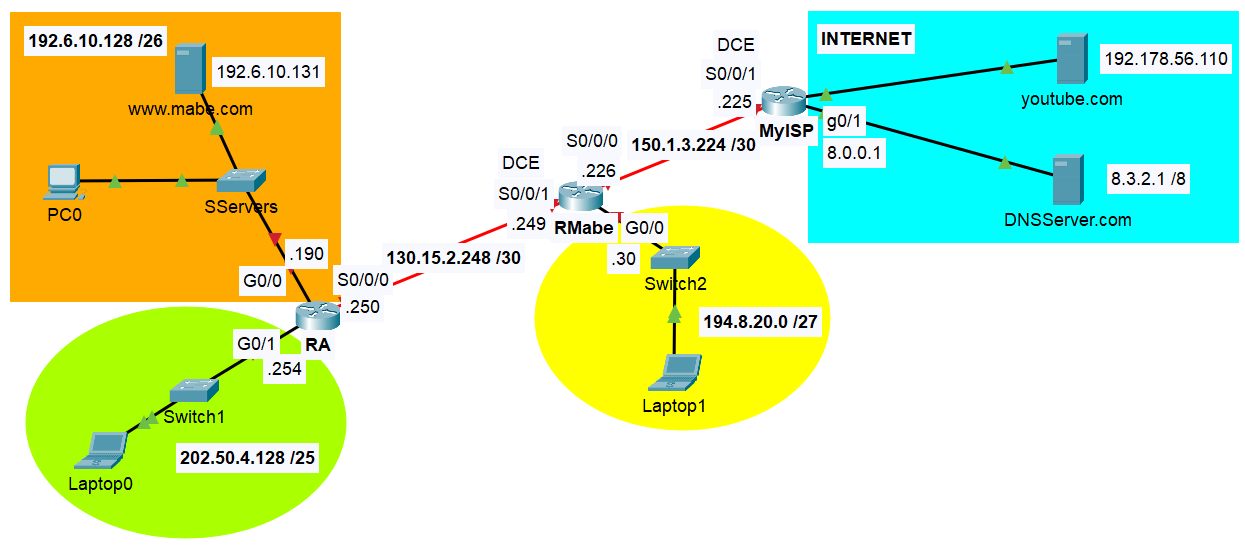 192.6.10.128 /26
192.6.10.131
www.mabe.com
PC0
SServers
.190
G0/0
S0/0/0
.250
RA
G0/1
.254
Switch1
202.50.4.128 /25
Laptop0
130.15.2.248 /30
DCE
S0/0/1
.249
S0/0/0
.226
RMabe
G0/0
.30
Switch2
194.8.20.0 /27
Laptop1
150.1.3.224 /30
DCE
S0/0/1
.225
MyISP
INTERNET
g0/1
8.0.0.1
192.178.56.110
youtube.com
8.3.2.1 /8
DNSServer.com